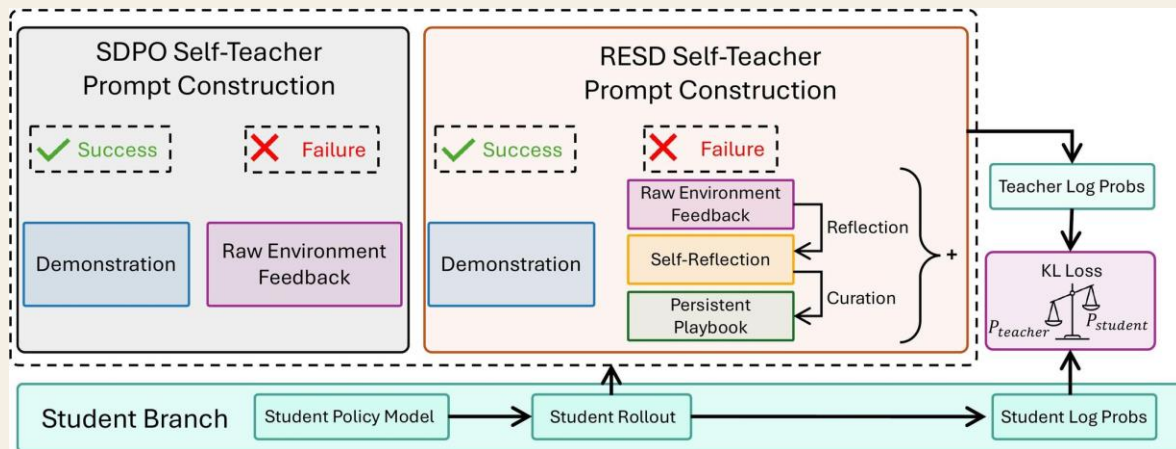 SDPO Self-Teacher
Prompt Construction
Success
Failure
Demonstration
Raw Environment
Feedback
RESD Self-Teacher
Prompt Construction
Success
Failure
Demonstration
Raw Environment
Feedback
Reflection
Self-Reflection
Curation
Persistent
Playbook
+
Teacher Log Probs
KL Loss
P_teacher
P_student
Student Branch
Student Policy Model
Student Rollout
Student Log Probs